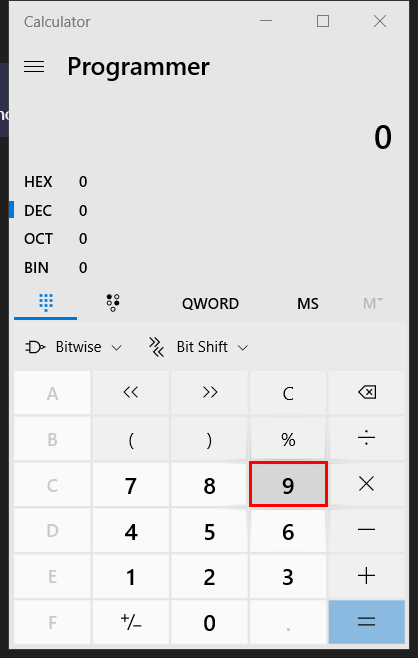 Calculator
Programmer
0
HEX 0
DEC 0
OCT 0
BIN 0
QWORD MS M
Bitwise Bit Shift
A << >> C
B ( ) % ÷
C 7 8 9 ×
D 4 5 6 −
E 1 2 3 +
F +/− 0 . =